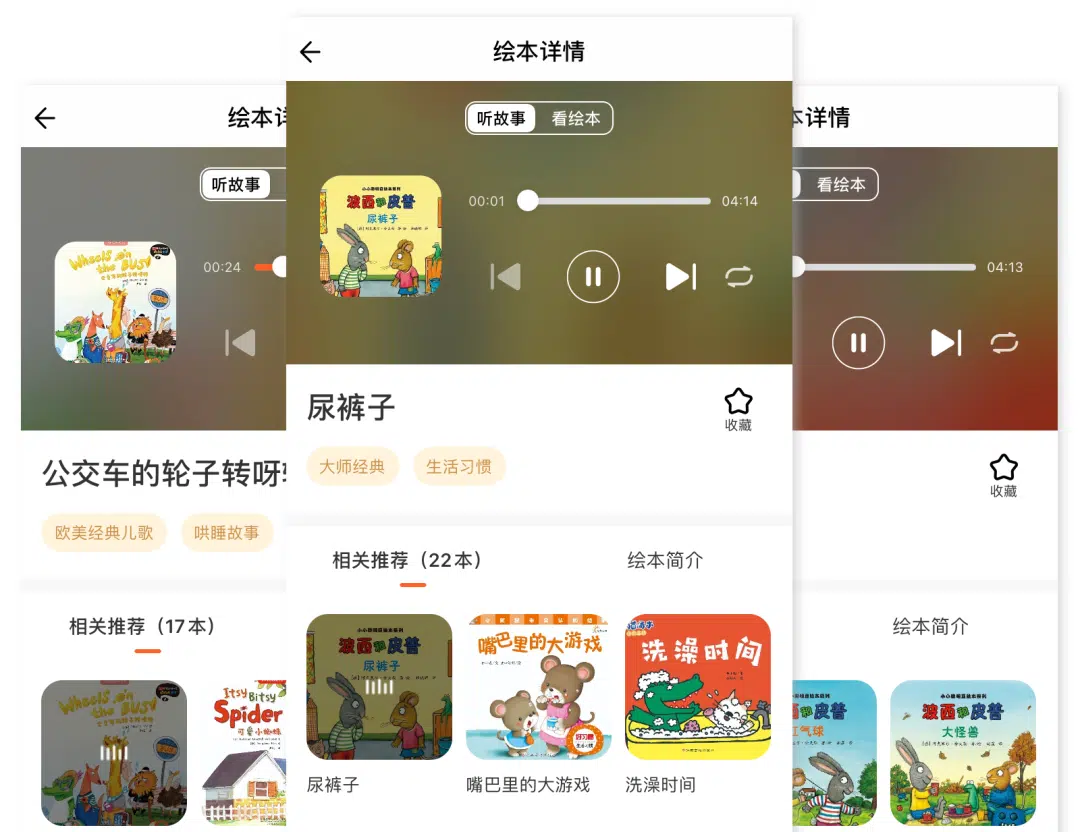 绘本详情
听故事 看绘本
00:01 04:14
波西和皮普
尿裤子
尿裤子
收藏
大师经典 生活习惯
相关推荐（22本）
绘本简介
波西和皮普
尿裤子
嘴巴里的大游戏
洗澡时间
尿裤子
嘴巴里的大游戏
洗澡时间
绘本详
听故事
Wheels on
the Busy
00:24
公交车的轮子转呀
欧美经典儿歌 哄睡故事
相关推荐（17本）
Wheels on
the Busy
Itsy Bitsy
Spider
可爱小蜘蛛
本详情
看绘本
04:13
收藏
绘本简介
皮普
气球
波西和皮普
大怪兽